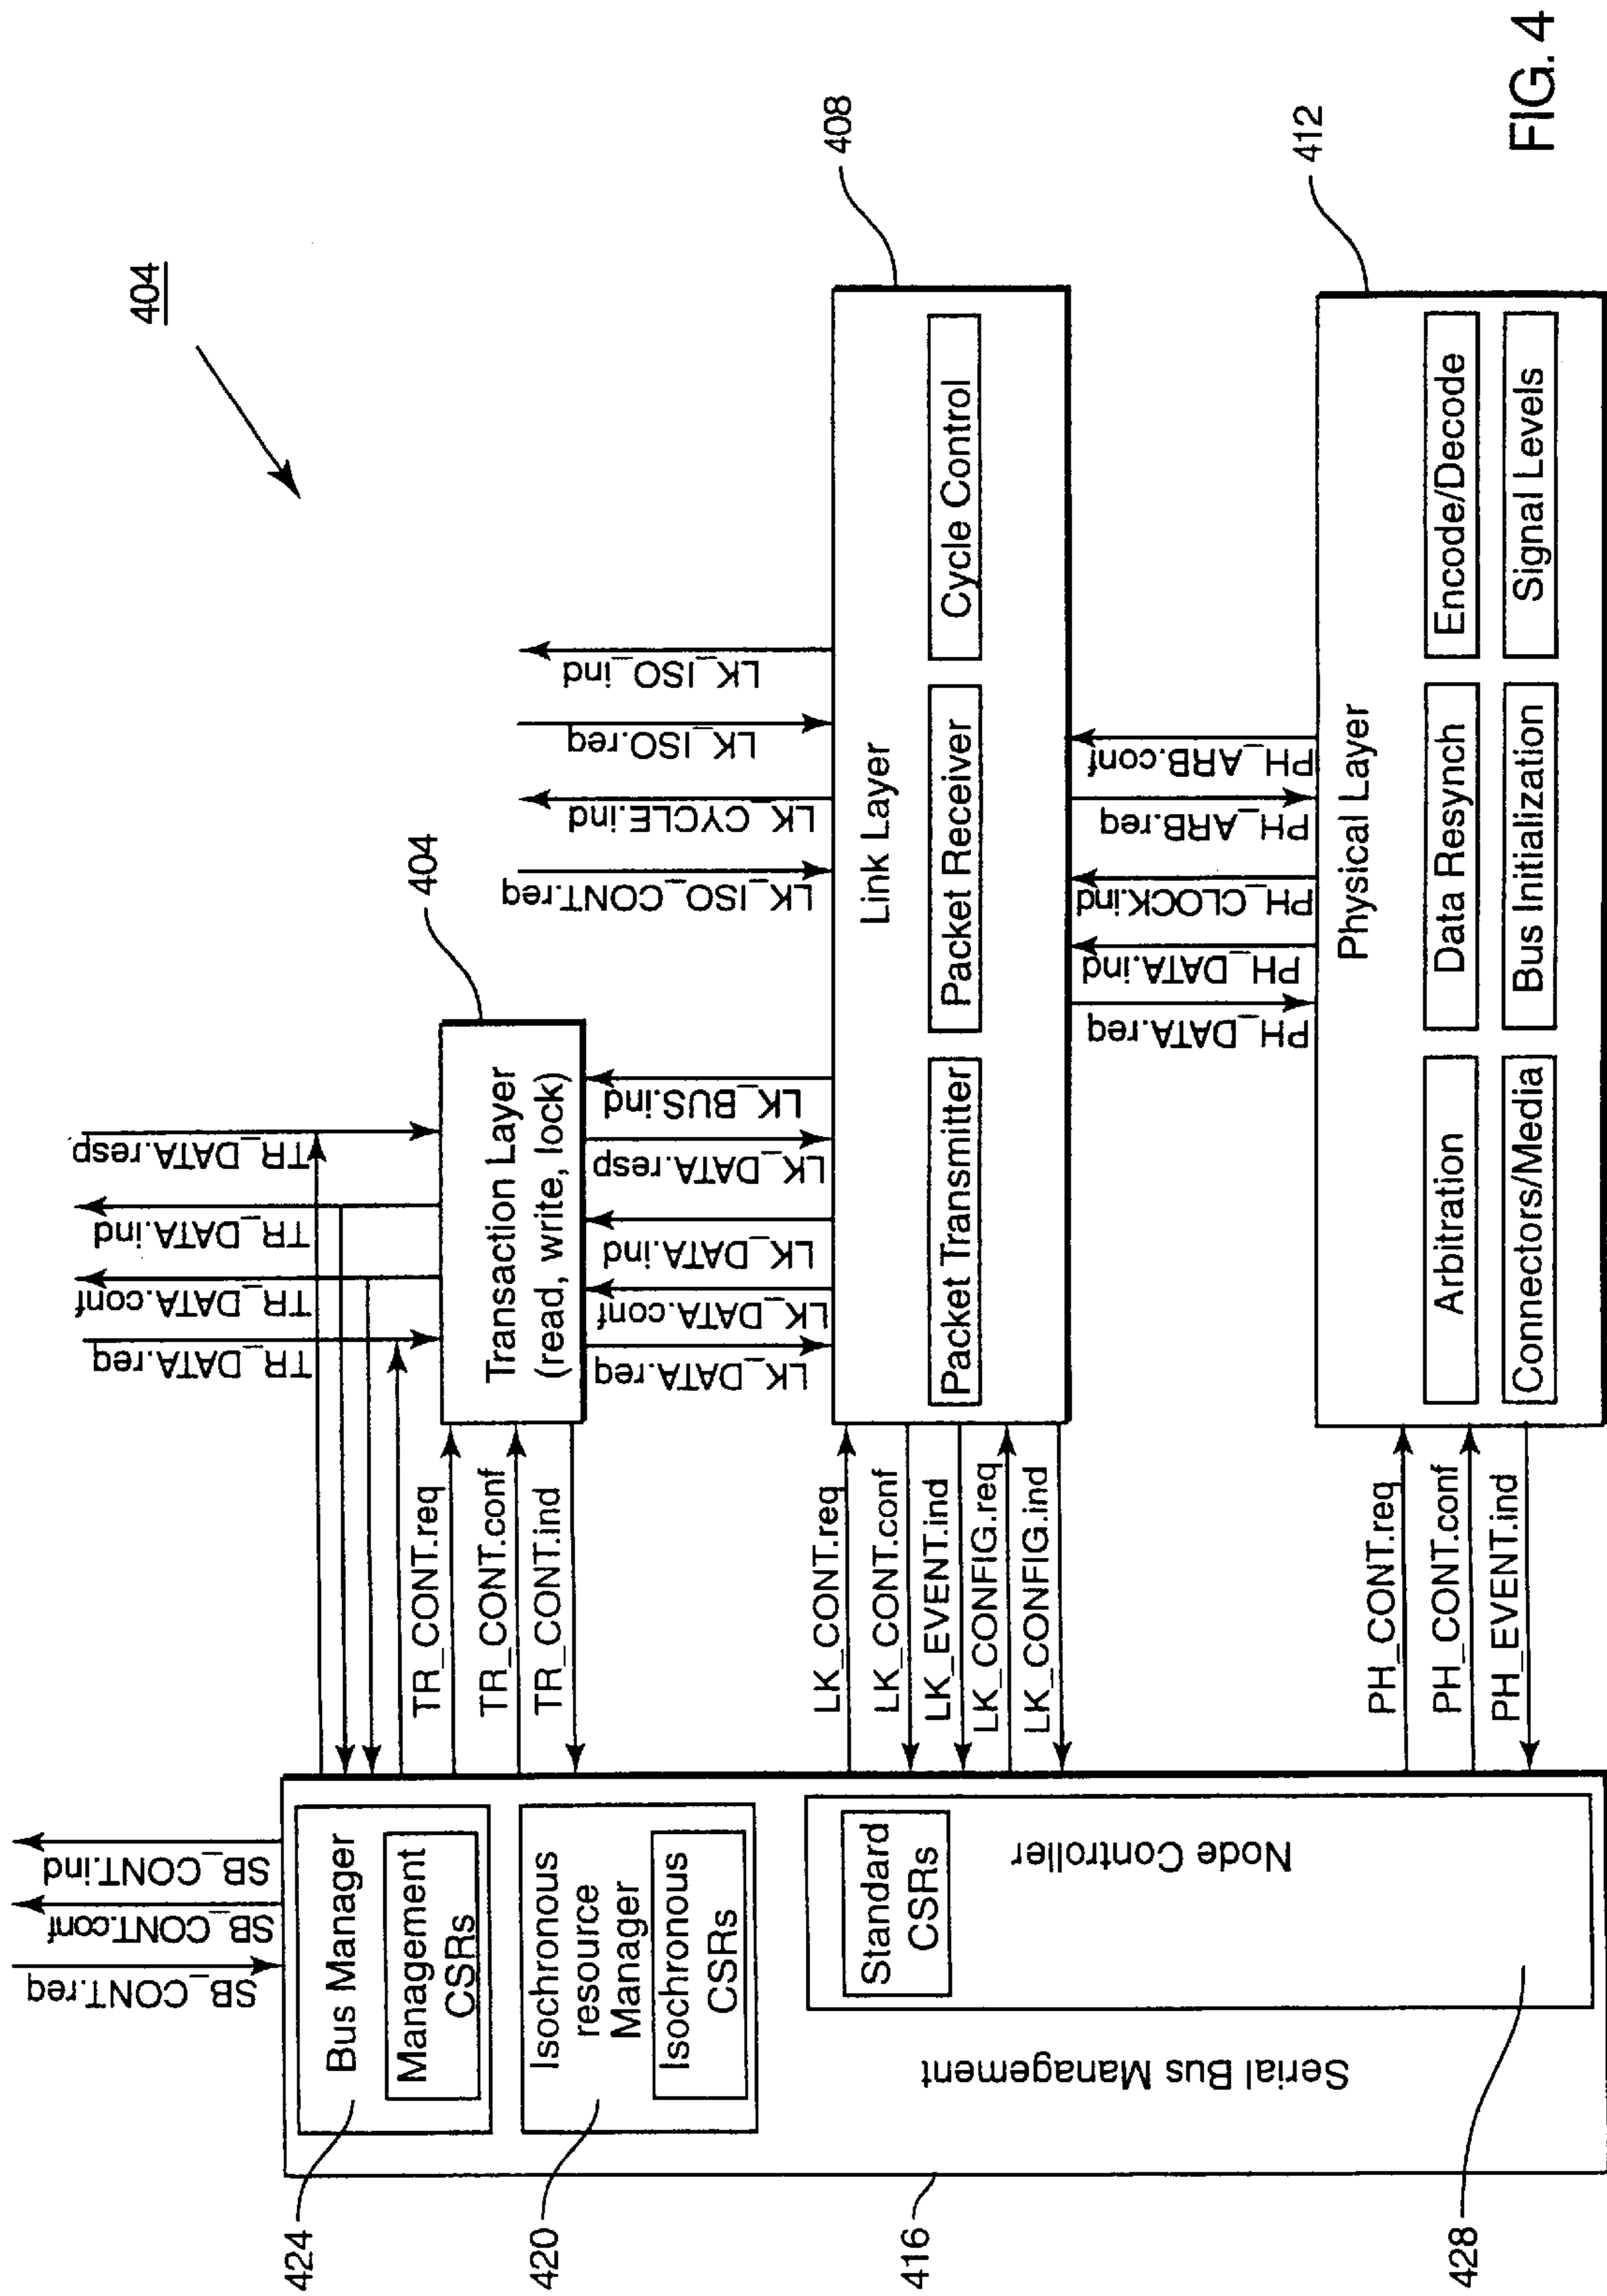 404
SB_CONT.req
SB_CONT.conf
SB_CONT.ind
TR_DATA.req
TR_DATA.conf
TR_DATA.ind
TR_DATA.resp
424
Bus Manager
Management
CSRs
420
Isochronous
resource
Manager
Isochronous
CSRs
416
Serial Bus Management
428
Node Controller
Standard
CSRs
TR_CONT.req
TR_CONT.conf
TR_CONT.ind
404
Transaction Layer
(read, write, lock)
LK_DATA.req
LK_DATA.conf
LK_DATA.ind
LK_DATA.resp
LK_BUS.ind
LK_ISO_CONT.req
LK_CYCLE.ind
LK_ISO.req
LK_ISO_ind
LK_CONT.req
LK_CONT.conf
LK_EVENT.ind
LK_CONFIG.req
LK_CONFIG.ind
408
Link Layer
Packet Transmitter
Packet Receiver
Cycle Control
PH_DATA.req
PH_DATA.ind
PH_CLOCK.ind
PH_ARB.req
PH_ARB.conf
PH_CONT.req
PH_CONT.conf
PH_EVENT.ind
412
Physical Layer
Arbitration
Data Resynch
Encode/Decode
Connectors/Media
Bus Initialization
Signal Levels
FIG. 4